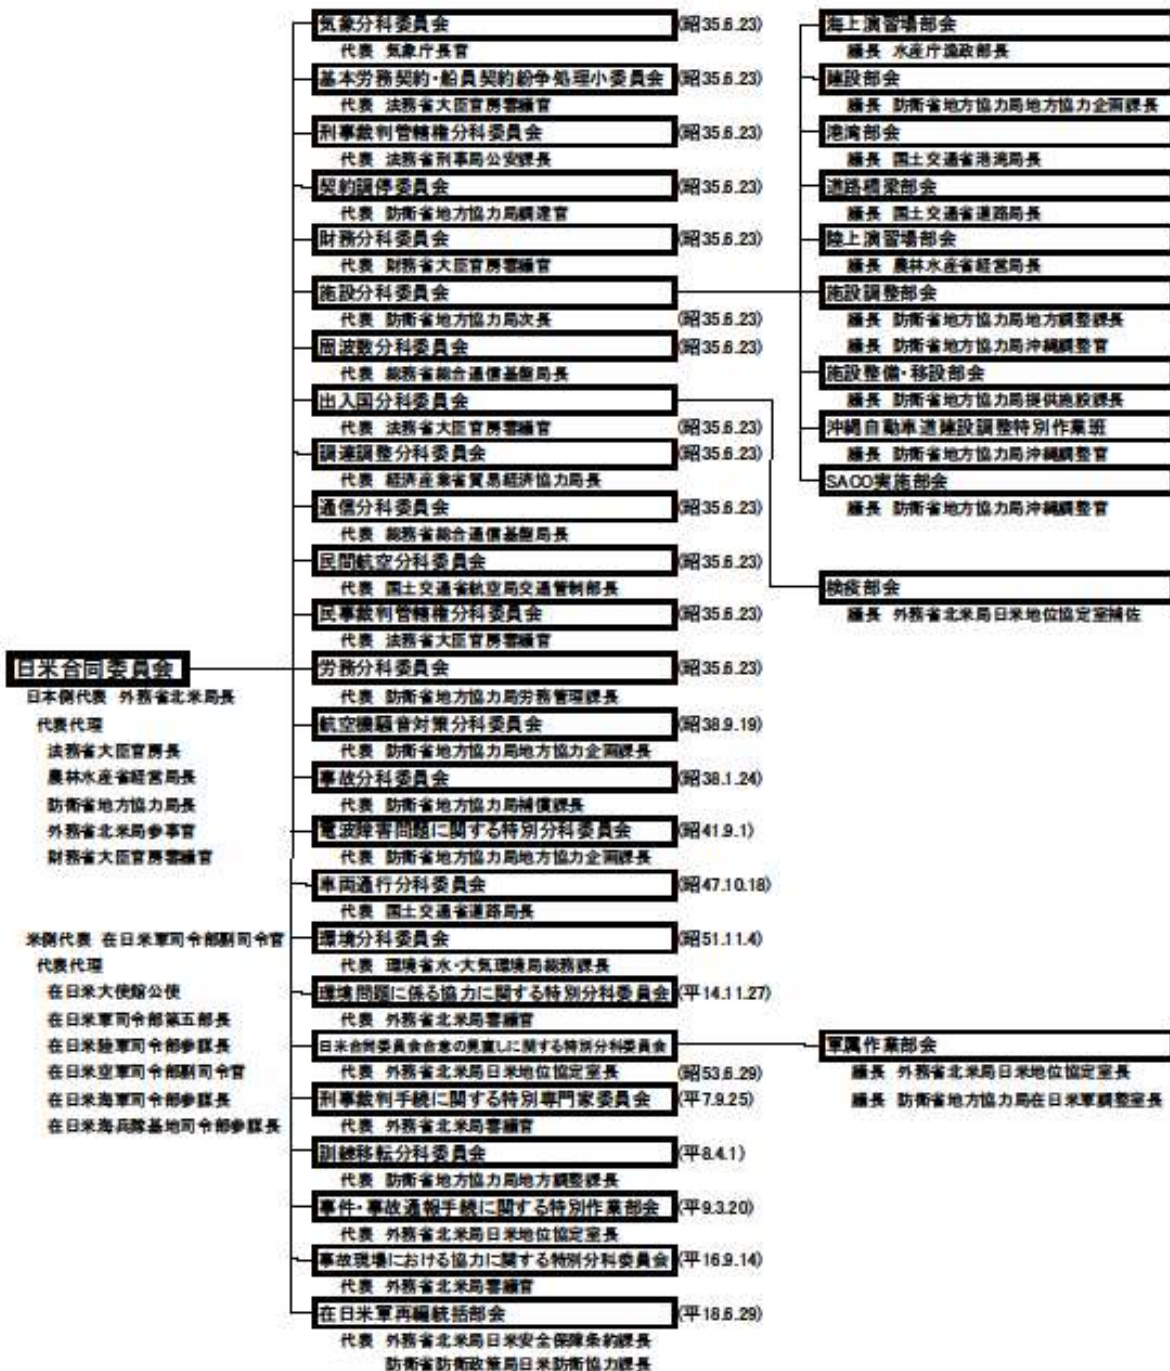 日米合同委員会
日本側代表 外務省北米局長
代表代理
法務省大臣官房長
農林水産省経営局長
防衛省地方協力局長
外務省北米局参事官
財務省大臣官房審議官
米側代表 在日米軍司令部副司令官
代表代理
在日米大使館公使
在日米軍司令部第五部長
在日米陸軍司令部参謀長
在日米空軍司令部副司令官
在日米海軍司令部参謀長
在日米海兵隊基地司令部参謀長
気象分科委員会 (昭35.6.23)
代表 気象庁長官
基本労務契約・船員契約紛争処理小委員会 (昭35.6.23)
代表 法務省大臣官房審議官
刑事裁判管轄権分科委員会 (昭35.6.23)
代表 法務省刑事局公安課長
契約調停委員会 (昭35.6.23)
代表 防衛省地方協力局調達官
財務分科委員会 (昭35.6.23)
代表 財務省大臣官房審議官
施設分科委員会
代表 防衛省地方協力局次長 (昭35.6.23)
周波数分科委員会 (昭35.6.23)
代表 総務省総合通信基盤局長
出入国分科委員会
代表 法務省大臣官房審議官 (昭35.6.23)
調達調整分科委員会 (昭35.6.23)
代表 経済産業省貿易経済協力局長
通信分科委員会 (昭35.6.23)
代表 総務省総合通信基盤局長
民間航空分科委員会 (昭35.6.23)
代表 国土交通省航空局交通管制部長
民事裁判管轄権分科委員会 (昭35.6.23)
代表 法務省大臣官房審議官
労務分科委員会 (昭35.6.23)
代表 防衛省地方協力局労務管理課長
航空機騒音対策分科委員会 (昭38.9.19)
代表 防衛省地方協力局地方協力企画課長
事故分科委員会 (昭38.1.24)
代表 防衛省地方協力局補償課長
電波障害問題に関する特別分科委員会 (昭41.9.1)
代表 防衛省地方協力局地方協力企画課長
車両通行分科委員会 (昭47.10.18)
代表 国土交通省道路局長
環境分科委員会 (昭51.11.4)
代表 環境省水・大気環境局総務課長
環境問題に係る協力に関する特別分科委員会 (平14.11.27)
代表 外務省北米局審議官
日米合同委員会合意の見直しに関する特別分科委員会
代表 外務省北米局日米地位協定室長 (昭53.6.29)
刑事裁判手続に関する特別専門家委員会 (平7.9.25)
代表 外務省北米局審議官
訓練移転分科委員会 (平8.4.1)
代表 防衛省地方協力局地方調整課長
事件・事故通報手続に関する特別作業部会 (平9.3.20)
代表 外務省北米局日米地位協定室長
事故現場における協力に関する特別分科委員会 (平16.9.14)
代表 外務省北米局審議官
在日米軍再編統括部会 (平18.6.29)
代表 外務省北米局日米安全保障条約課長
防衛省防衛政策局日米防衛協力課長
海上演習場部会
議長 水産庁漁政部長
建設部会
議長 防衛省地方協力局地方協力企画課長
港湾部会
議長 国土交通省港湾局長
道路橋梁部会
議長 国土交通省道路局長
陸上演習場部会
議長 農林水産省経営局長
施設調整部会
議長 防衛省地方協力局地方調整課長
議長 防衛省地方協力局沖縄調整官
施設整備・移設部会
議長 防衛省地方協力局提供施設課長
沖縄自動車道建設調整特別作業班
議長 防衛省地方協力局沖縄調整官
SACO実施部会
議長 防衛省地方協力局沖縄調整官
検疫部会
議長 外務省北米局日米地位協定室補佐
軍属作業部会
議長 外務省北米局日米地位協定室長
議長 防衛省地方協力局在日米軍調整室長